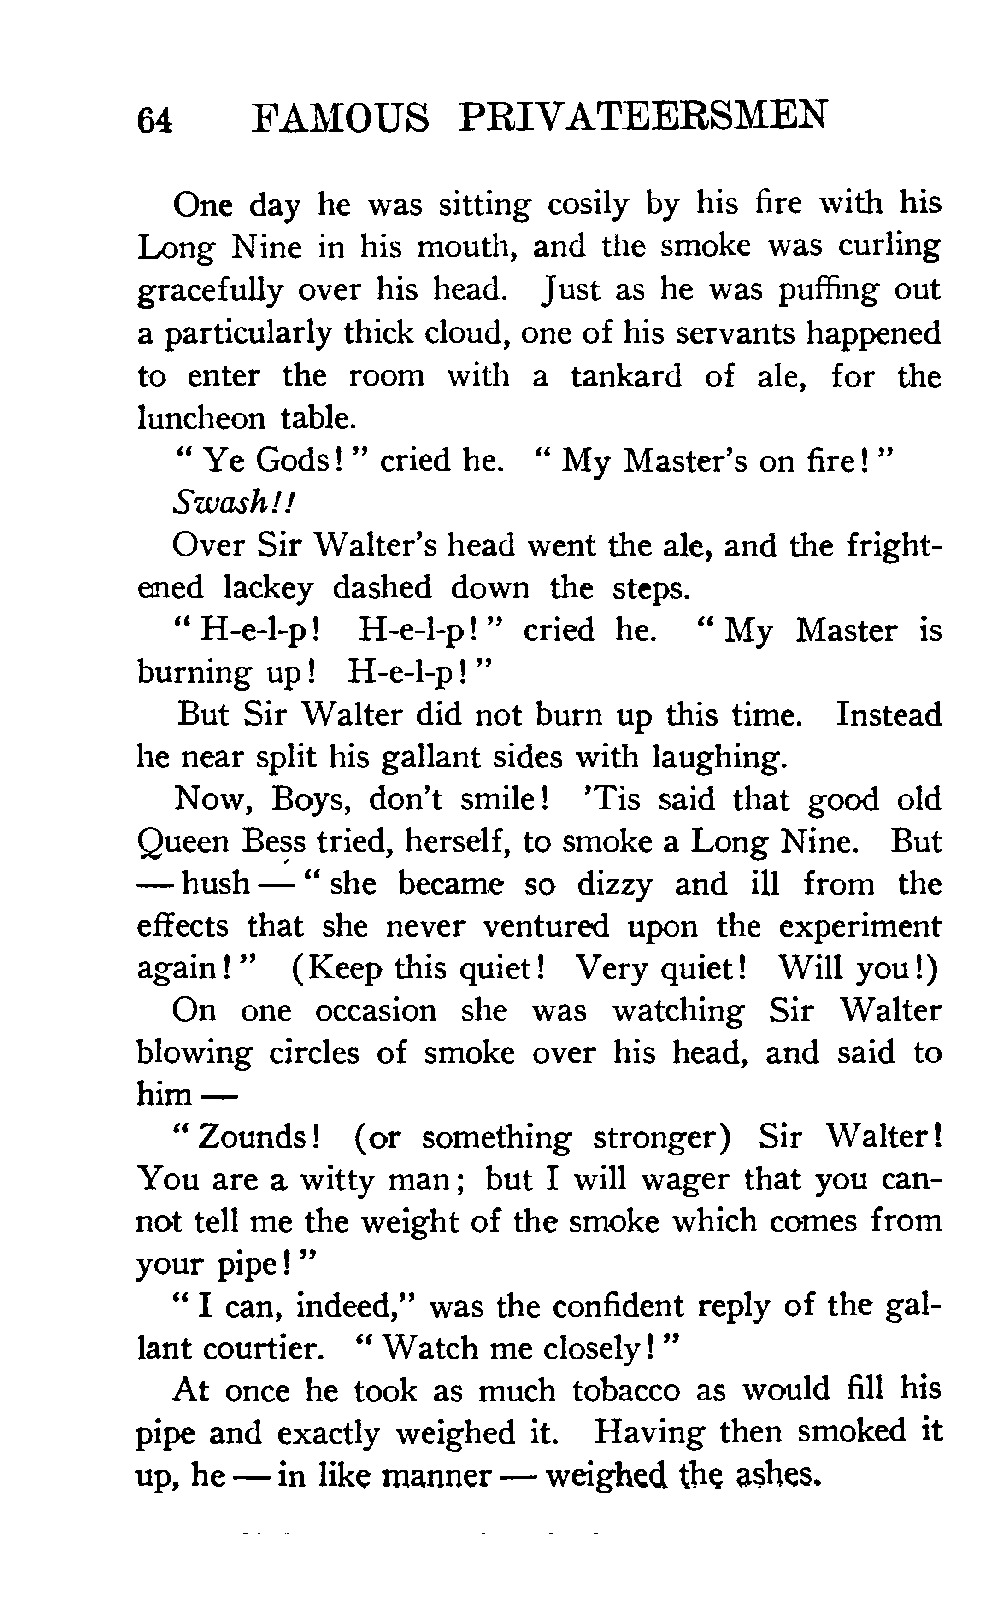 64 FAMOUS PRIVATEERSMEN
One day he was sitting cosily by his fire with his
Long Nine in his mouth, and the smoke was curling
gracefully over his head. Just as he was puffing out
a particularly thick cloud, one of his servants happened
to enter the room with a tankard of ale, for the
luncheon table.
" Ye Gods! " cried he. " My Master's on fire! "
Swash!!
Over Sir Walter's head went the ale, and the fright-
ened lackey dashed down the steps.
" H-e-l-p! H-e-l-p! " cried he. " My Master is
burning up! H-e-l-p! "
But Sir Walter did not burn up this time. Instead
he near split his gallant sides with laughing.
Now, Boys, don't smile! 'Tis said that good old
Queen Bess tried, herself, to smoke a Long Nine. But
— hush — " she became so dizzy and ill from the
effects that she never ventured upon the experiment
again! " (Keep this quiet! Very quiet! Will you!)
On one occasion she was watching Sir Walter
blowing circles of smoke over his head, and said to
him —
" Zounds! (or something stronger) Sir Walter!
You are a witty man; but I will wager that you can-
not tell me the weight of the smoke which comes from
your pipe! "
" I can, indeed," was the confident reply of the gal-
lant courtier. " Watch me closely! "
At once he took as much tobacco as would fill his
pipe and exactly weighed it. Having then smoked it
up, he — in like manner — weighed the ashes.